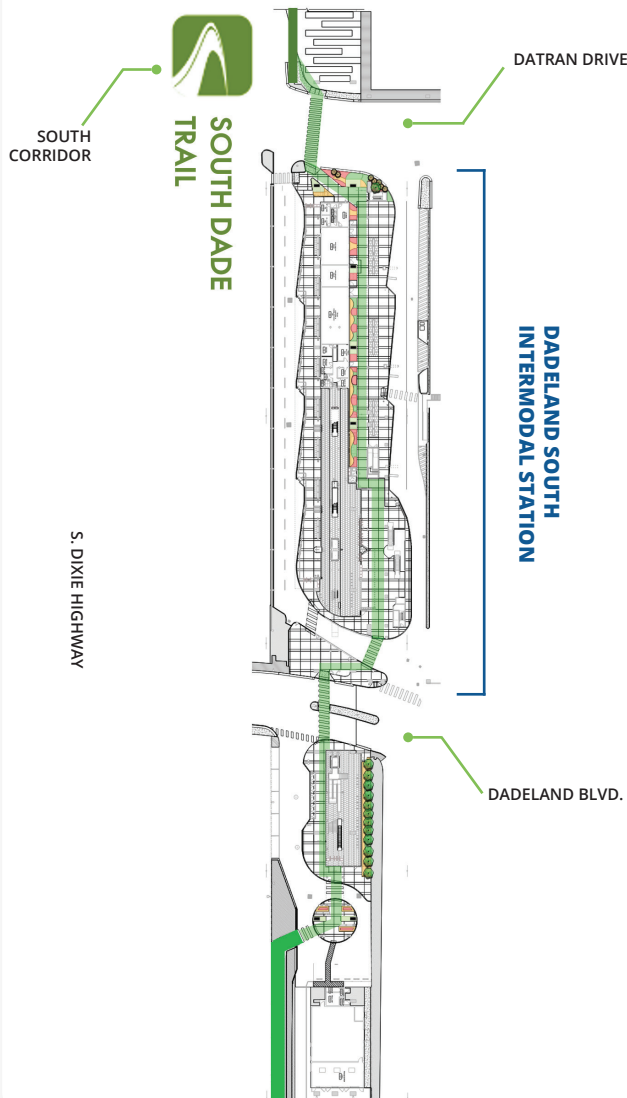 DATRAN DRIVE
SOUTH
CORRIDOR
SOUTH DADE
TRAIL
DADELAND SOUTH
INTERMODAL STATION
S. DIXIE HIGHWAY
DADELAND BLVD.